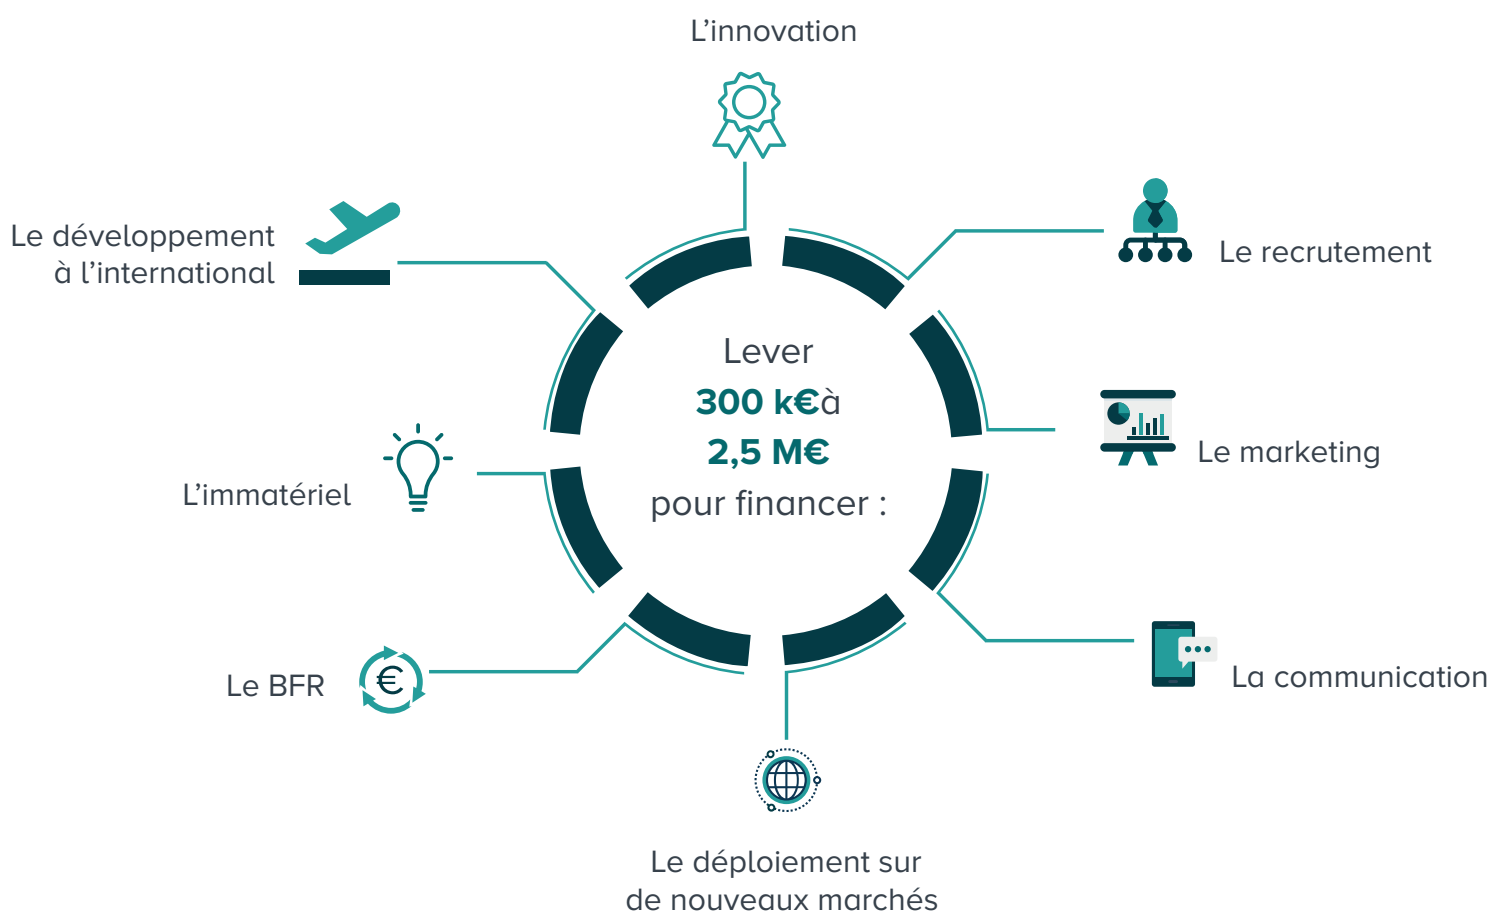 L’innovation
Le développement
à l’international
Le recrutement
Lever
300 k€à
2,5 M€
pour financer :
Le marketing
L’immatériel
Le BFR
€
La communication
Le déploiement sur
de nouveaux marchés